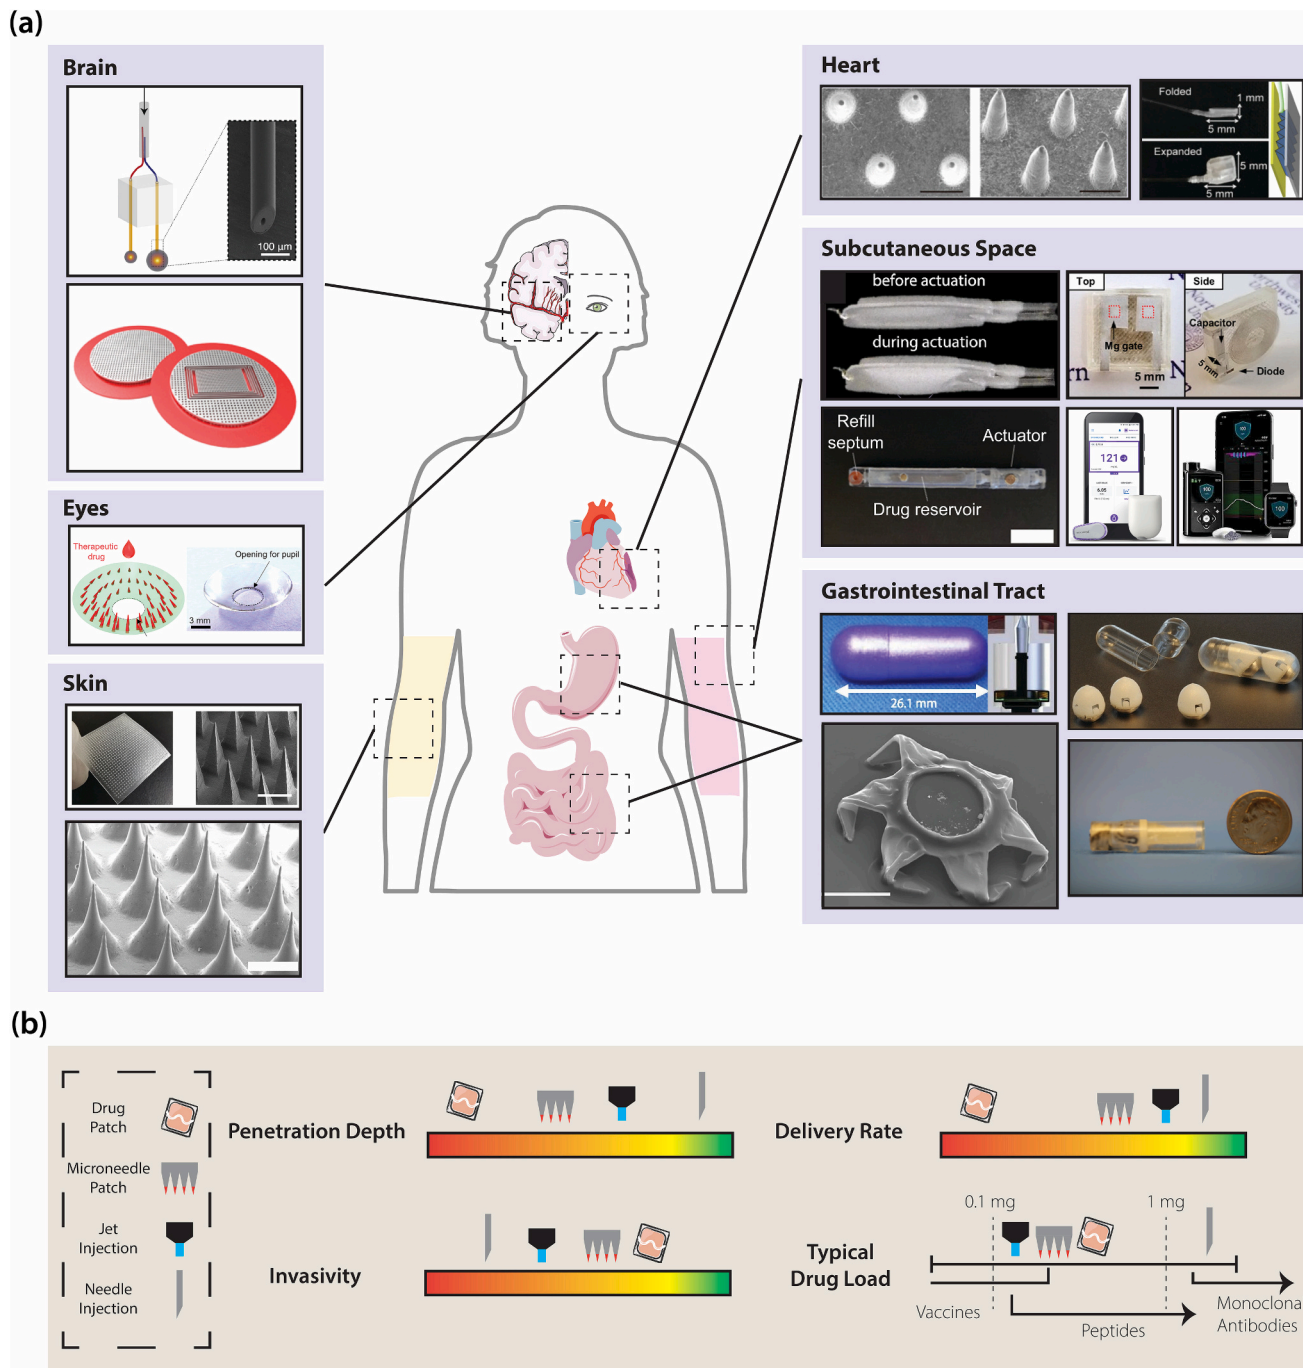 (a)
Brain
100 µm
Eyes
Therapeutic
drug
Opening for pupil
3 mm
Skin
Heart
Folded
1 mm
5 mm
Expanded
5 mm
5 mm
Subcutaneous Space
before actuation
during actuation
Top
Mg gate
5 mm
Side
Capacitor
5 mm
Diode
Refill
septum
Actuator
Drug reservoir
121
100
100
100
Gastrointestinal Tract
26.1 mm
(b)
Drug
Patch
Microneedle
Patch
Jet
Injection
Needle
Injection
Penetration Depth
Delivery Rate
Invasivity
Typical
Drug Load
0.1 mg
1 mg
Vaccines
Peptides
Monoclona
Antibodies